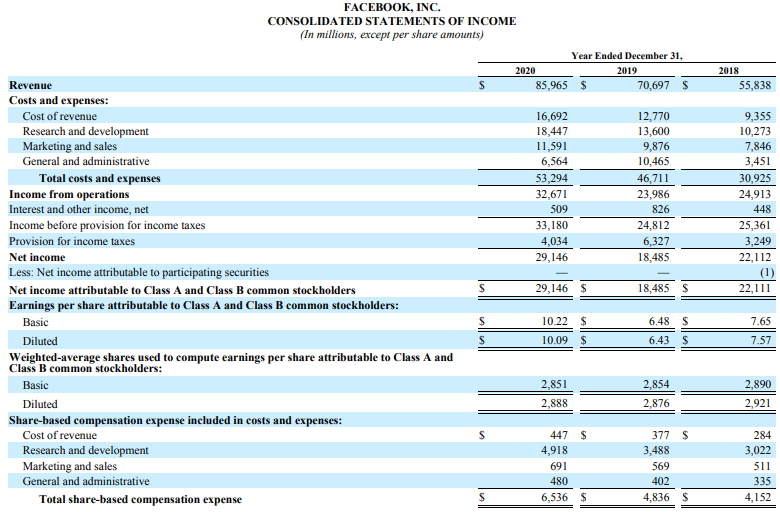 FACEBOOK, INC.
CONSOLIDATED STATEMENTS OF INCOME
(In millions, except per share amounts)
Year Ended December 31,
2020 2019 2018
Revenue $ 85,965 $ 70,697 $ 55,838
Costs and expenses:
Cost of revenue 16,692 12,770 9,355
Research and development 18,447 13,600 10,273
Marketing and sales 11,591 9,876 7,846
General and administrative 6,564 10,465 3,451
Total costs and expenses 53,294 46,711 30,925
Income from operations 32,671 23,986 24,913
Interest and other income, net 509 826 448
Income before provision for income taxes 33,180 24,812 25,361
Provision for income taxes 4,034 6,327 3,249
Net income 29,146 18,485 22,112
Less: Net income attributable to participating securities — — (1)
Net income attributable to Class A and Class B common stockholders $ 29,146 $ 18,485 $ 22,111
Earnings per share attributable to Class A and Class B common stockholders:
Basic $ 10.22 $ 6.48 $ 7.65
Diluted $ 10.09 $ 6.43 $ 7.57
Weighted-average shares used to compute earnings per share attributable to Class A and
Class B common stockholders:
Basic 2,851 2,854 2,890
Diluted 2,888 2,876 2,921
Share-based compensation expense included in costs and expenses:
Cost of revenue $ 447 $ 377 $ 284
Research and development 4,918 3,488 3,022
Marketing and sales 691 569 511
General and administrative 480 402 335
Total share-based compensation expense $ 6,536 $ 4,836 $ 4,152